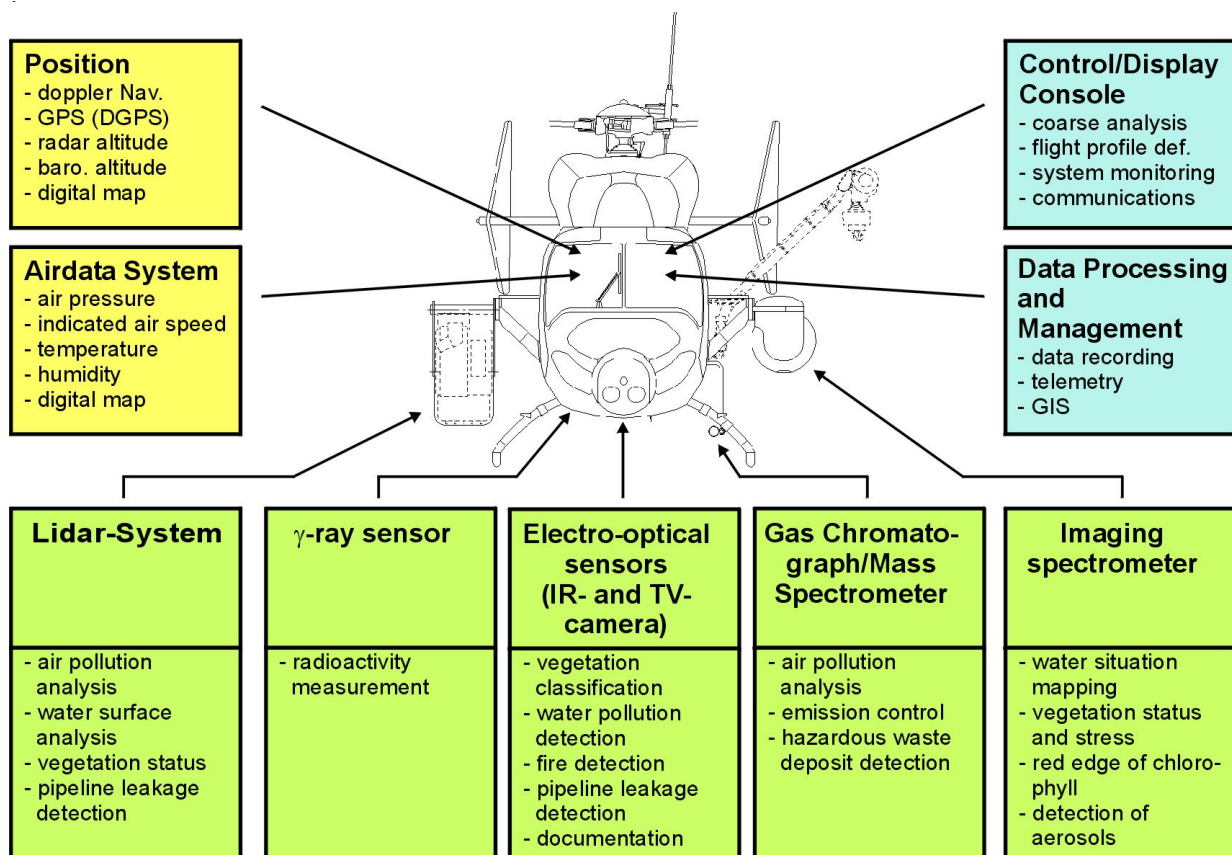 Position
- doppler Nav.
- GPS (DGPS)
- radar altitude
- baro. altitude
- digital map
Airdata System
- air pressure
- indicated air speed
- temperature
- humidity
- digital map
Control/Display
Console
- coarse analysis
- flight profile def.
- system monitoring
- communications
Data Processing
and
Management
- data recording
- telemetry
- GIS
Lidar-System
- air pollution
analysis
- water surface
analysis
- vegetation status
- pipeline leakage
detection
γ-ray sensor
- radioactivity
measurement
Electro-optical
sensors
(IR- and TV-
camera)
- vegetation
classification
- water pollution
detection
- fire detection
- pipeline leakage
detection
- documentation
Gas Chromato-
graph/Mass
Spectrometer
- air pollution
analysis
- emission control
- hazardous waste
deposit detection
Imaging
spectrometer
- water situation
mapping
- vegetation status
and stress
- red edge of chloro-
phyll
- detection of
aerosols